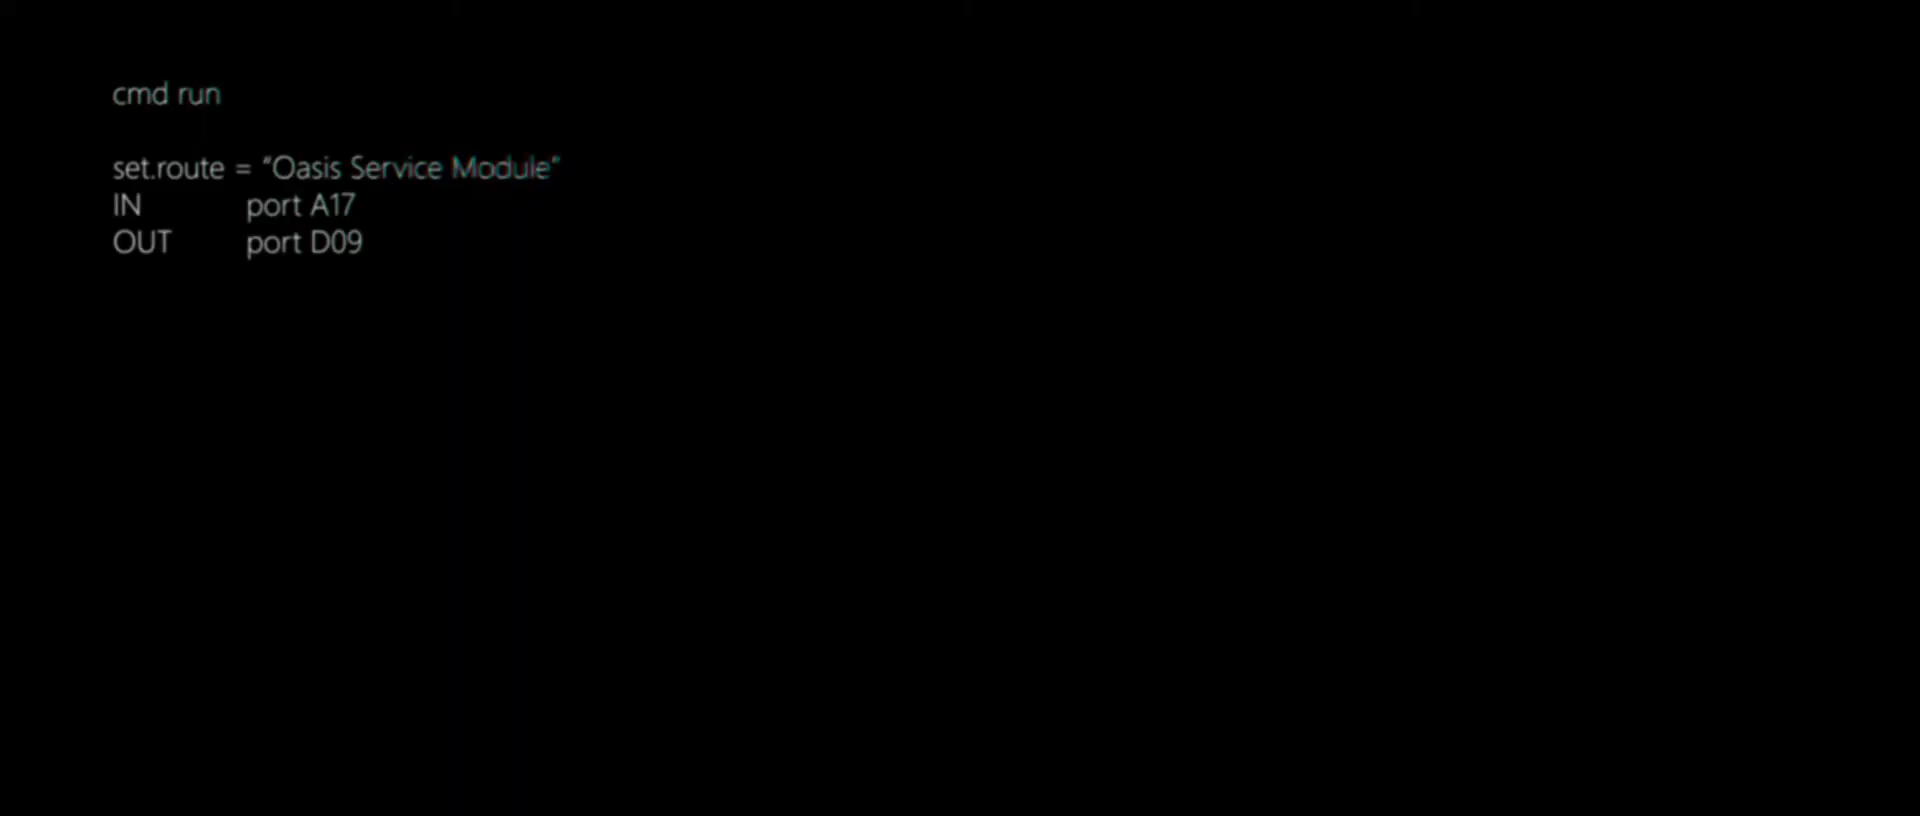 cmd run
set.route = “Oasis Service Module”
IN port A17
OUT port D09